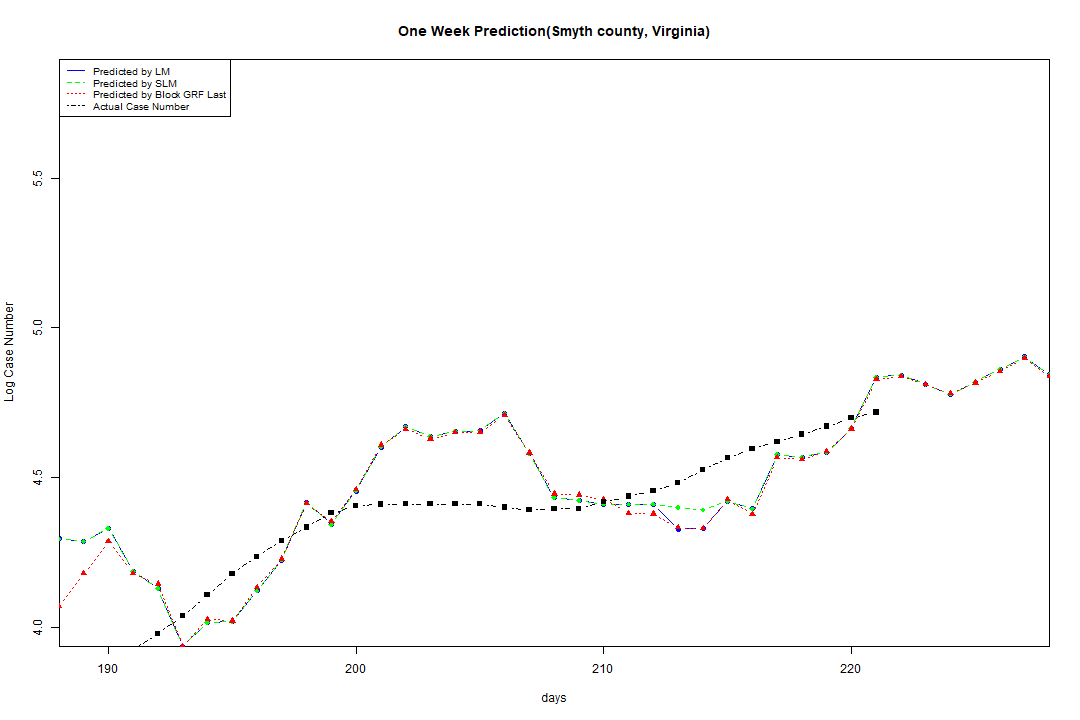 One Week Prediction(Smyth county, Virginia)
Predicted by LM
Predicted by SLM
Predicted by Block GRF Last
Actual Case Number
5.5
5.0
4.5
4.0
Log Case Number
190
200
210
220
days